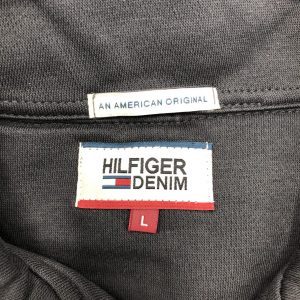 AN AMERICAN ORIGINAL
HILFIGER
DENIM
L